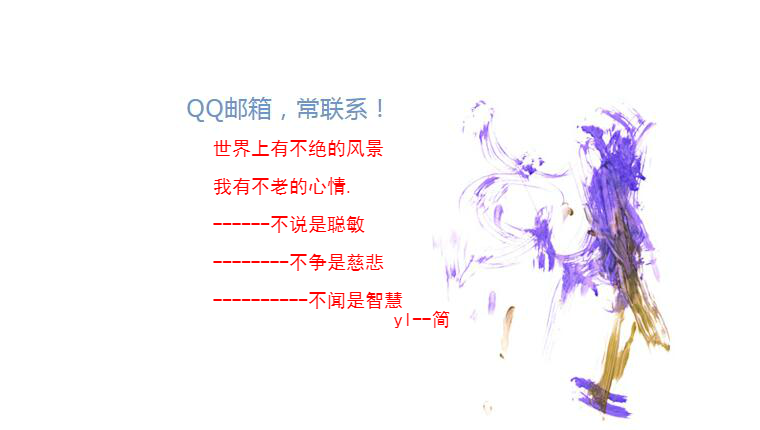 QQ邮箱，常联系！
世界上有不绝的风景
我有不老的心情.
------不说是聪敏
--------不争是慈悲
----------不闻是智慧
yl--简